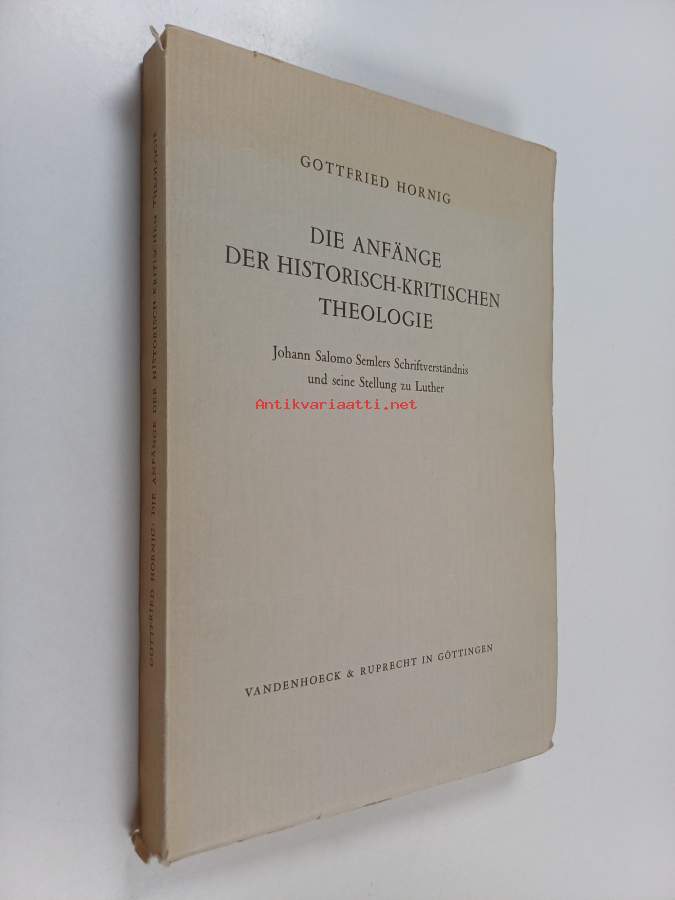 GOTTFRIED HORNIG
DIE ANFÄNGE
DER HISTORISCH-KRITISCHEN
THEOLOGIE
Johann Salomo Semlers Schriftverständnis
und seine Stellung zu Luther
Antikvariaatti.net
VANDENHOECK & RUPRECHT IN GÖTTINGEN
GOTTFRIED HORNIG: DIE ANFÄNGE DER HISTORISCH-KRITISCHEN THEOLOGIE